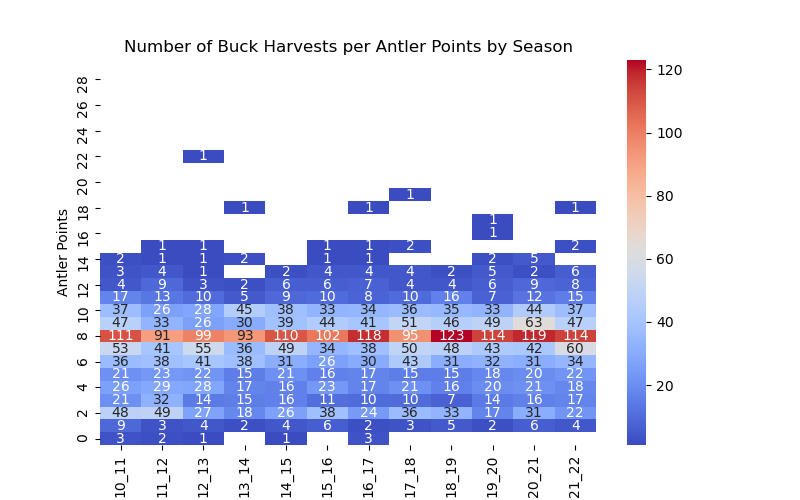 Number of Buck Harvests per Antler Points by Season
Antler Points
28
26
24
22 1
20
1
18 1 1 1
1
16 1
1 1 1 1 2 2
14 2 1 1 2 1 1 2 5
3 4 1 2 4 4 4 2 5 2 6
12 4 9 3 2 6 6 7 4 4 6 9 8
17 13 10 5 9 10 8 10 16 7 12 15
10 37 26 28 45 38 33 34 36 35 33 44 37
47 33 26 30 39 44 41 51 46 49 63 47
8 111 91 99 93 110 102 118 95 123 114 119 114
53 41 55 36 49 34 38 50 48 43 42 60
6 36 38 41 38 31 26 30 43 31 32 31 34
21 23 22 15 21 16 17 15 15 18 20 22
4 26 29 28 17 16 23 17 21 16 20 21 18
21 32 14 15 16 11 10 10 7 14 16 17
2 48 49 27 18 26 38 24 36 33 17 31 22
9 3 4 2 4 6 2 3 5 2 6 4
0 3 2 1 1 3
10_11 11_12 12_13 13_14 14_15 15_16 16_17 17_18 18_19 19_20 20_21 21_22
120
100
80
60
40
20